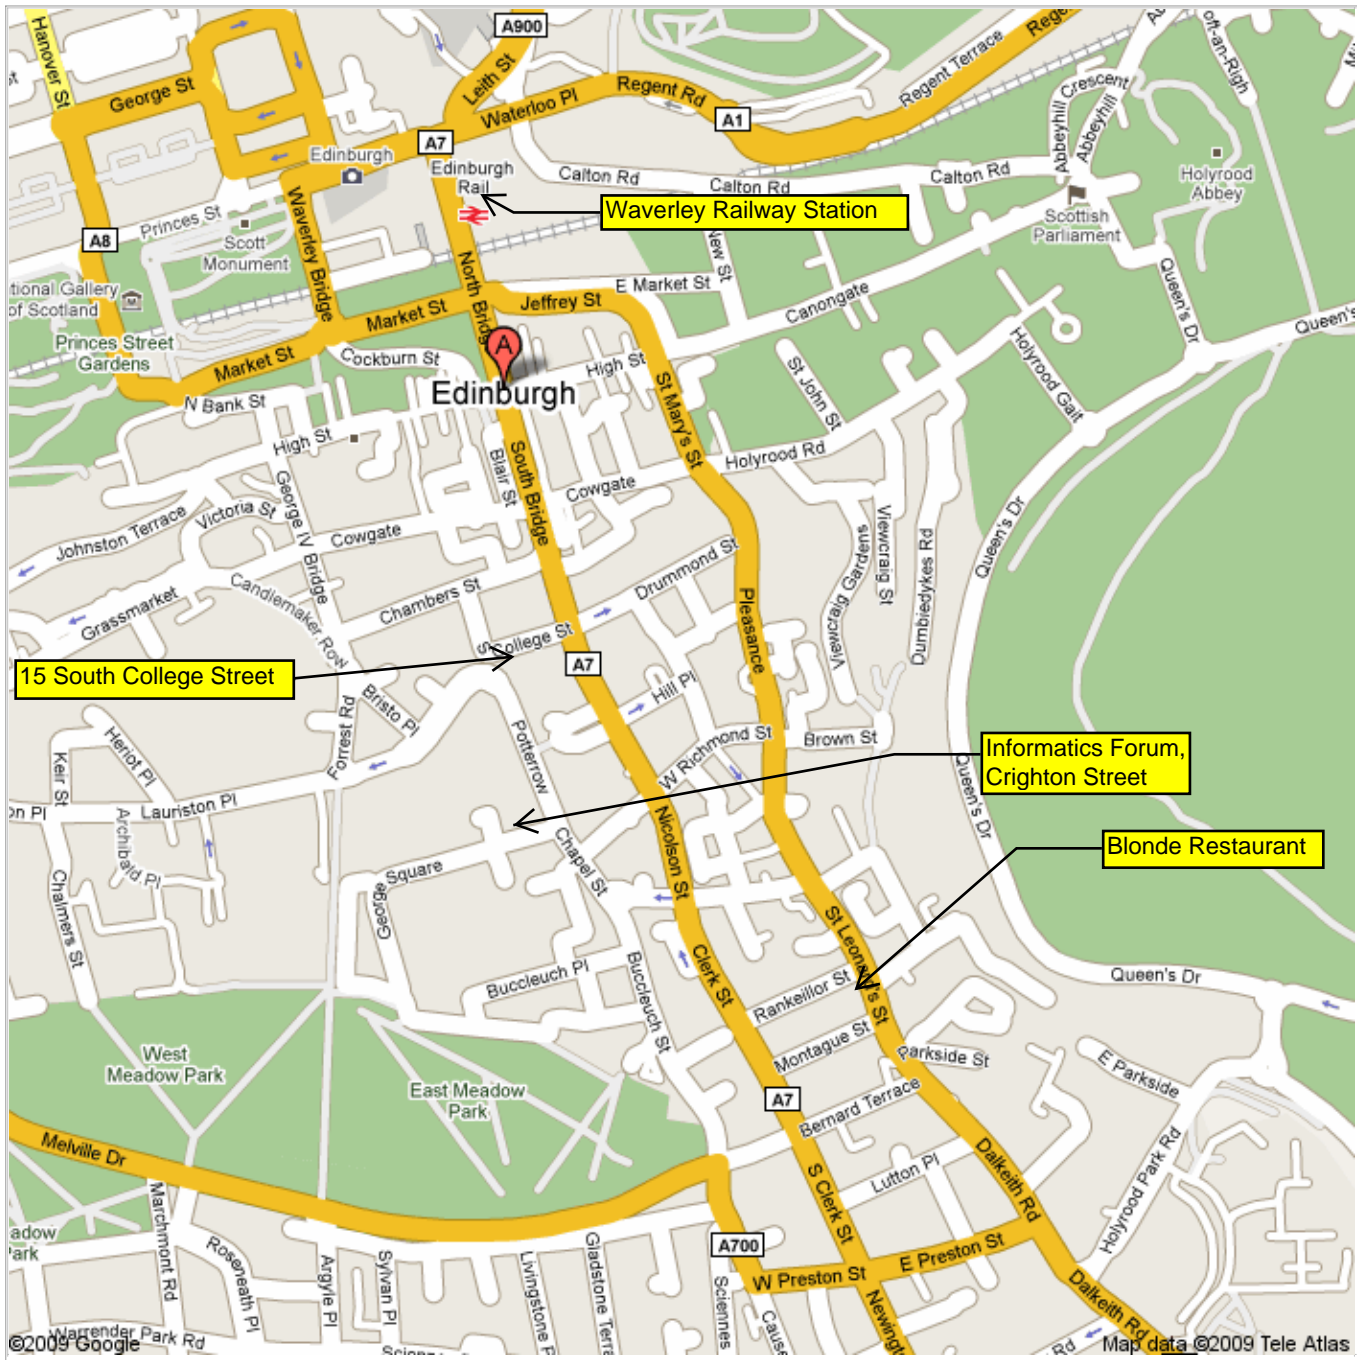 Hanover St
A900
Leith St
George St
Waterloo Pl
Regent Rd
Regent Terrace
A1
A7
Edinburgh
Edinburgh
Rail
Calton Rd
Calton Rd
Calton Rd
Abbeyhill
Crescent
Abbeyhill
Holyrood
Abbey
Waverley Railway Station
Scottish
Parliament
Princes St
A8
Scott
Monument
Waverley Bridge
North Bridge
New St
E Market St
Canongate
Queen's Dr
tional Gallery
of Scotland
Princes Street
Gardens
Market St
Market St
Jeffrey St
Cockburn St
A
Edinburgh
High St
St Mary's St
St John St
Holyrood Gait
N Bank St
High St
Blair St
South Bridge
Holyrood Rd
Cowgate
George IV Bridge
Victoria St
Johnston Terrace
Cowgate
Viewcraig Gardens
Viewcraig St
Dumbiedykes Rd
Queen's Dr
Grassmarket
Candlemaker Row
Chambers St
Drummond St
Pleasance
S College St
15 South College Street
A7
Hill Pl
Bristo Pl
Forrest Rd
Potterrow
W Richmond St
Brown St
Informatics Forum,
Crighton Street
Queen's Dr
Keir St
Heriot Pl
Lauriston Pl
on Pl
Archibald Pl
Nicolson St
Chapel St
Blonde Restaurant
George
Square
Chalmers St
St Leonard's St
Clerk St
Buccleuch Pl
Buccleuch St
Rankeillor St
Queen's Dr
Montague St
Parkside St
E Parkside
West
Meadow Park
East Meadow
Park
A7
Bernard Terrace
Melville Dr
Lutton Pl
Dalkeith Rd
Holyrood Park Rd
S Clerk St
Marchmont Rd
Roseneath Pl
Argyle Pl
Sylvan Pl
Livingstone P
Gladstone Terra
A700
Sciennes
W Preston St
E Preston St
Cause
Newingt
Dalkeith Rd
adow
Park
Warrender Park Rd
Rd
©2009 Google
Map data ©2009 Tele Atlas